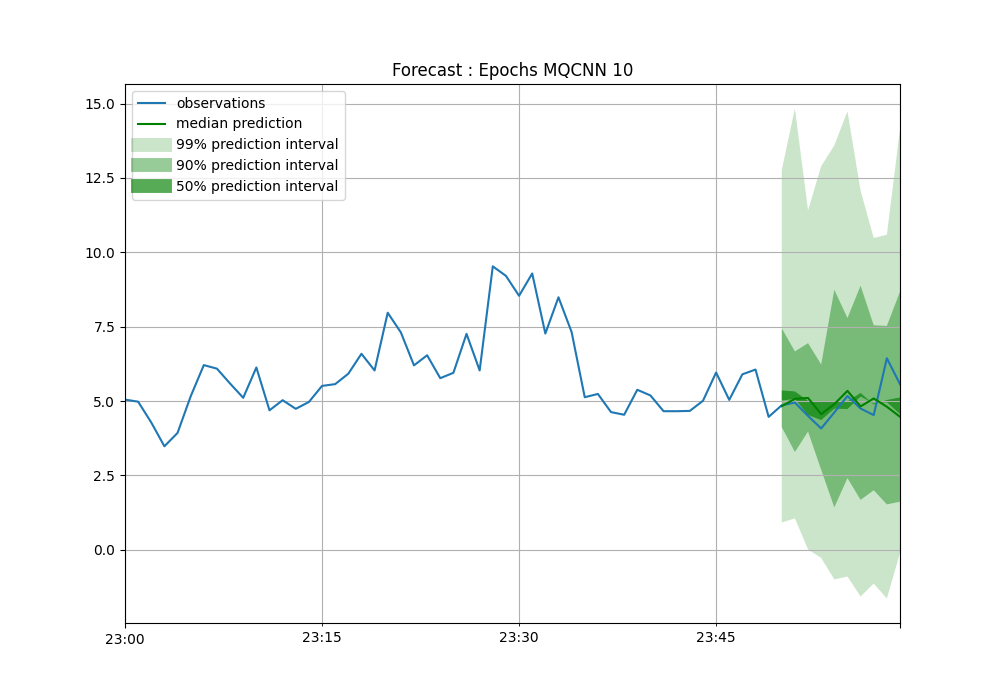 Forecast : Epochs MQCNN 10
15.0
12.5
10.0
7.5
5.0
2.5
0.0
observations
median prediction
99% prediction interval
90% prediction interval
50% prediction interval
23:00
23:15
23:30
23:45